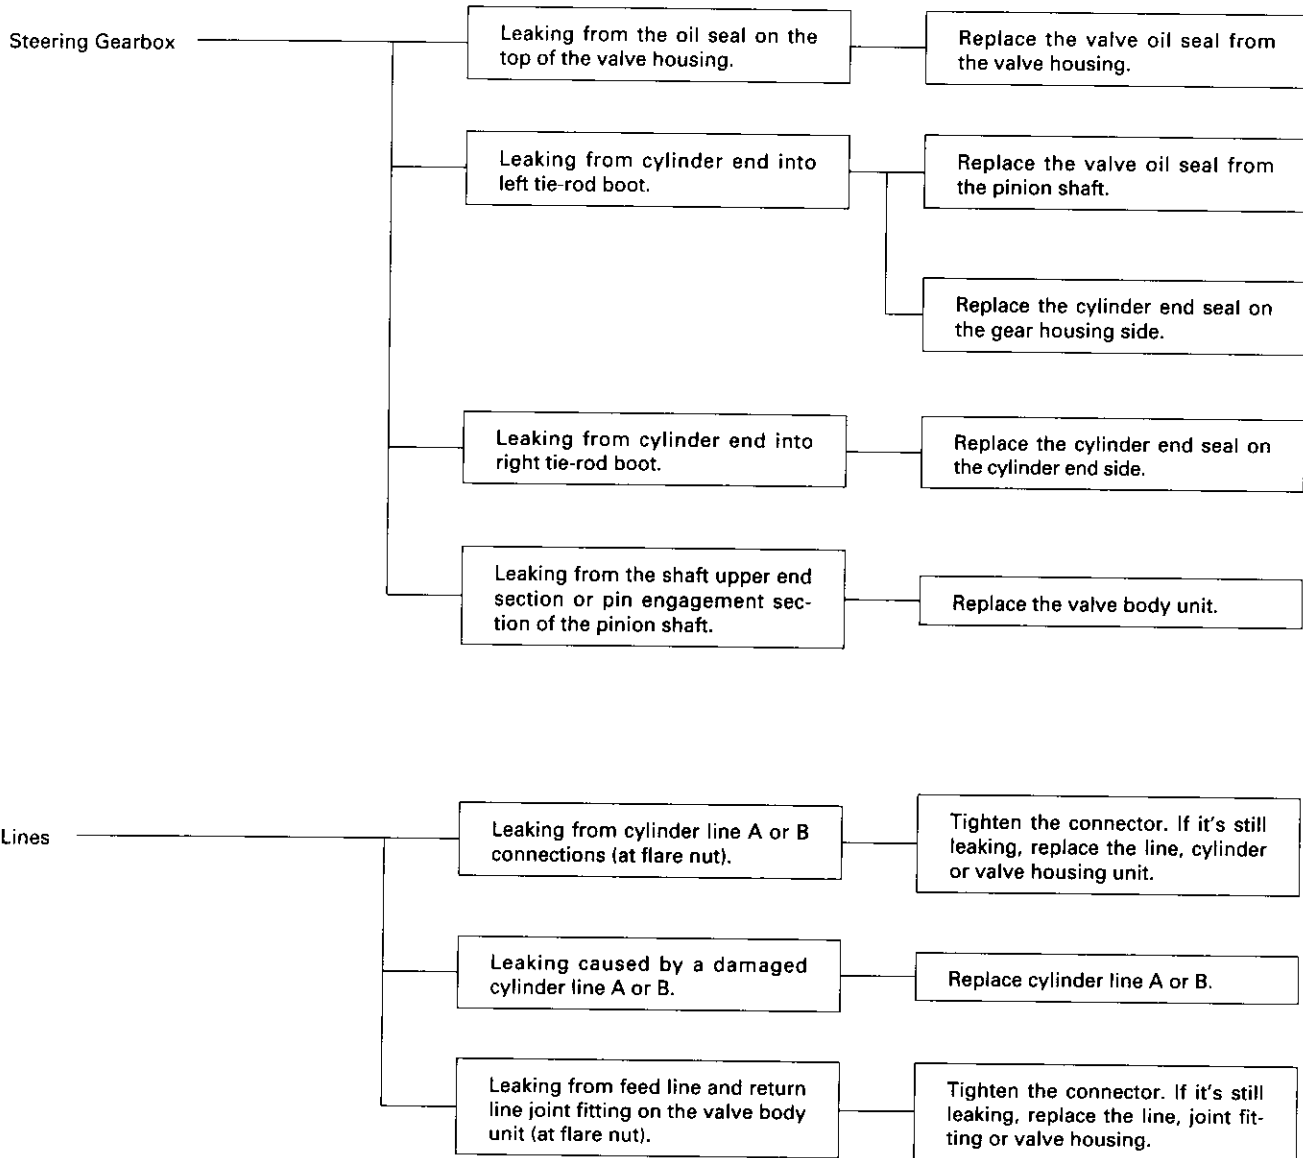 Steering Gearbox
Leaking from the oil seal on the
top of the valve housing.
Replace the valve oil seal from
the valve housing.
Leaking from cylinder end into
left tie-rod boot.
Replace the valve oil seal from
the pinion shaft.
Replace the cylinder end seal on
the gear housing side.
Leaking from cylinder end into
right tie-rod boot.
Replace the cylinder end seal on
the cylinder end side.
Leaking from the shaft upper end
section or pin engagement sec-
tion of the pinion shaft.
Replace the valve body unit.
Lines
Leaking from cylinder line A or B
connections (at flare nut).
Tighten the connector. If it's still
leaking, replace the line, cylinder
or valve housing unit.
Leaking caused by a damaged
cylinder line A or B.
Replace cylinder line A or B.
Leaking from feed line and return
line joint fitting on the valve body
unit (at flare nut).
Tighten the connector. If it's still
leaking, replace the line, joint fit-
ting or valve housing.